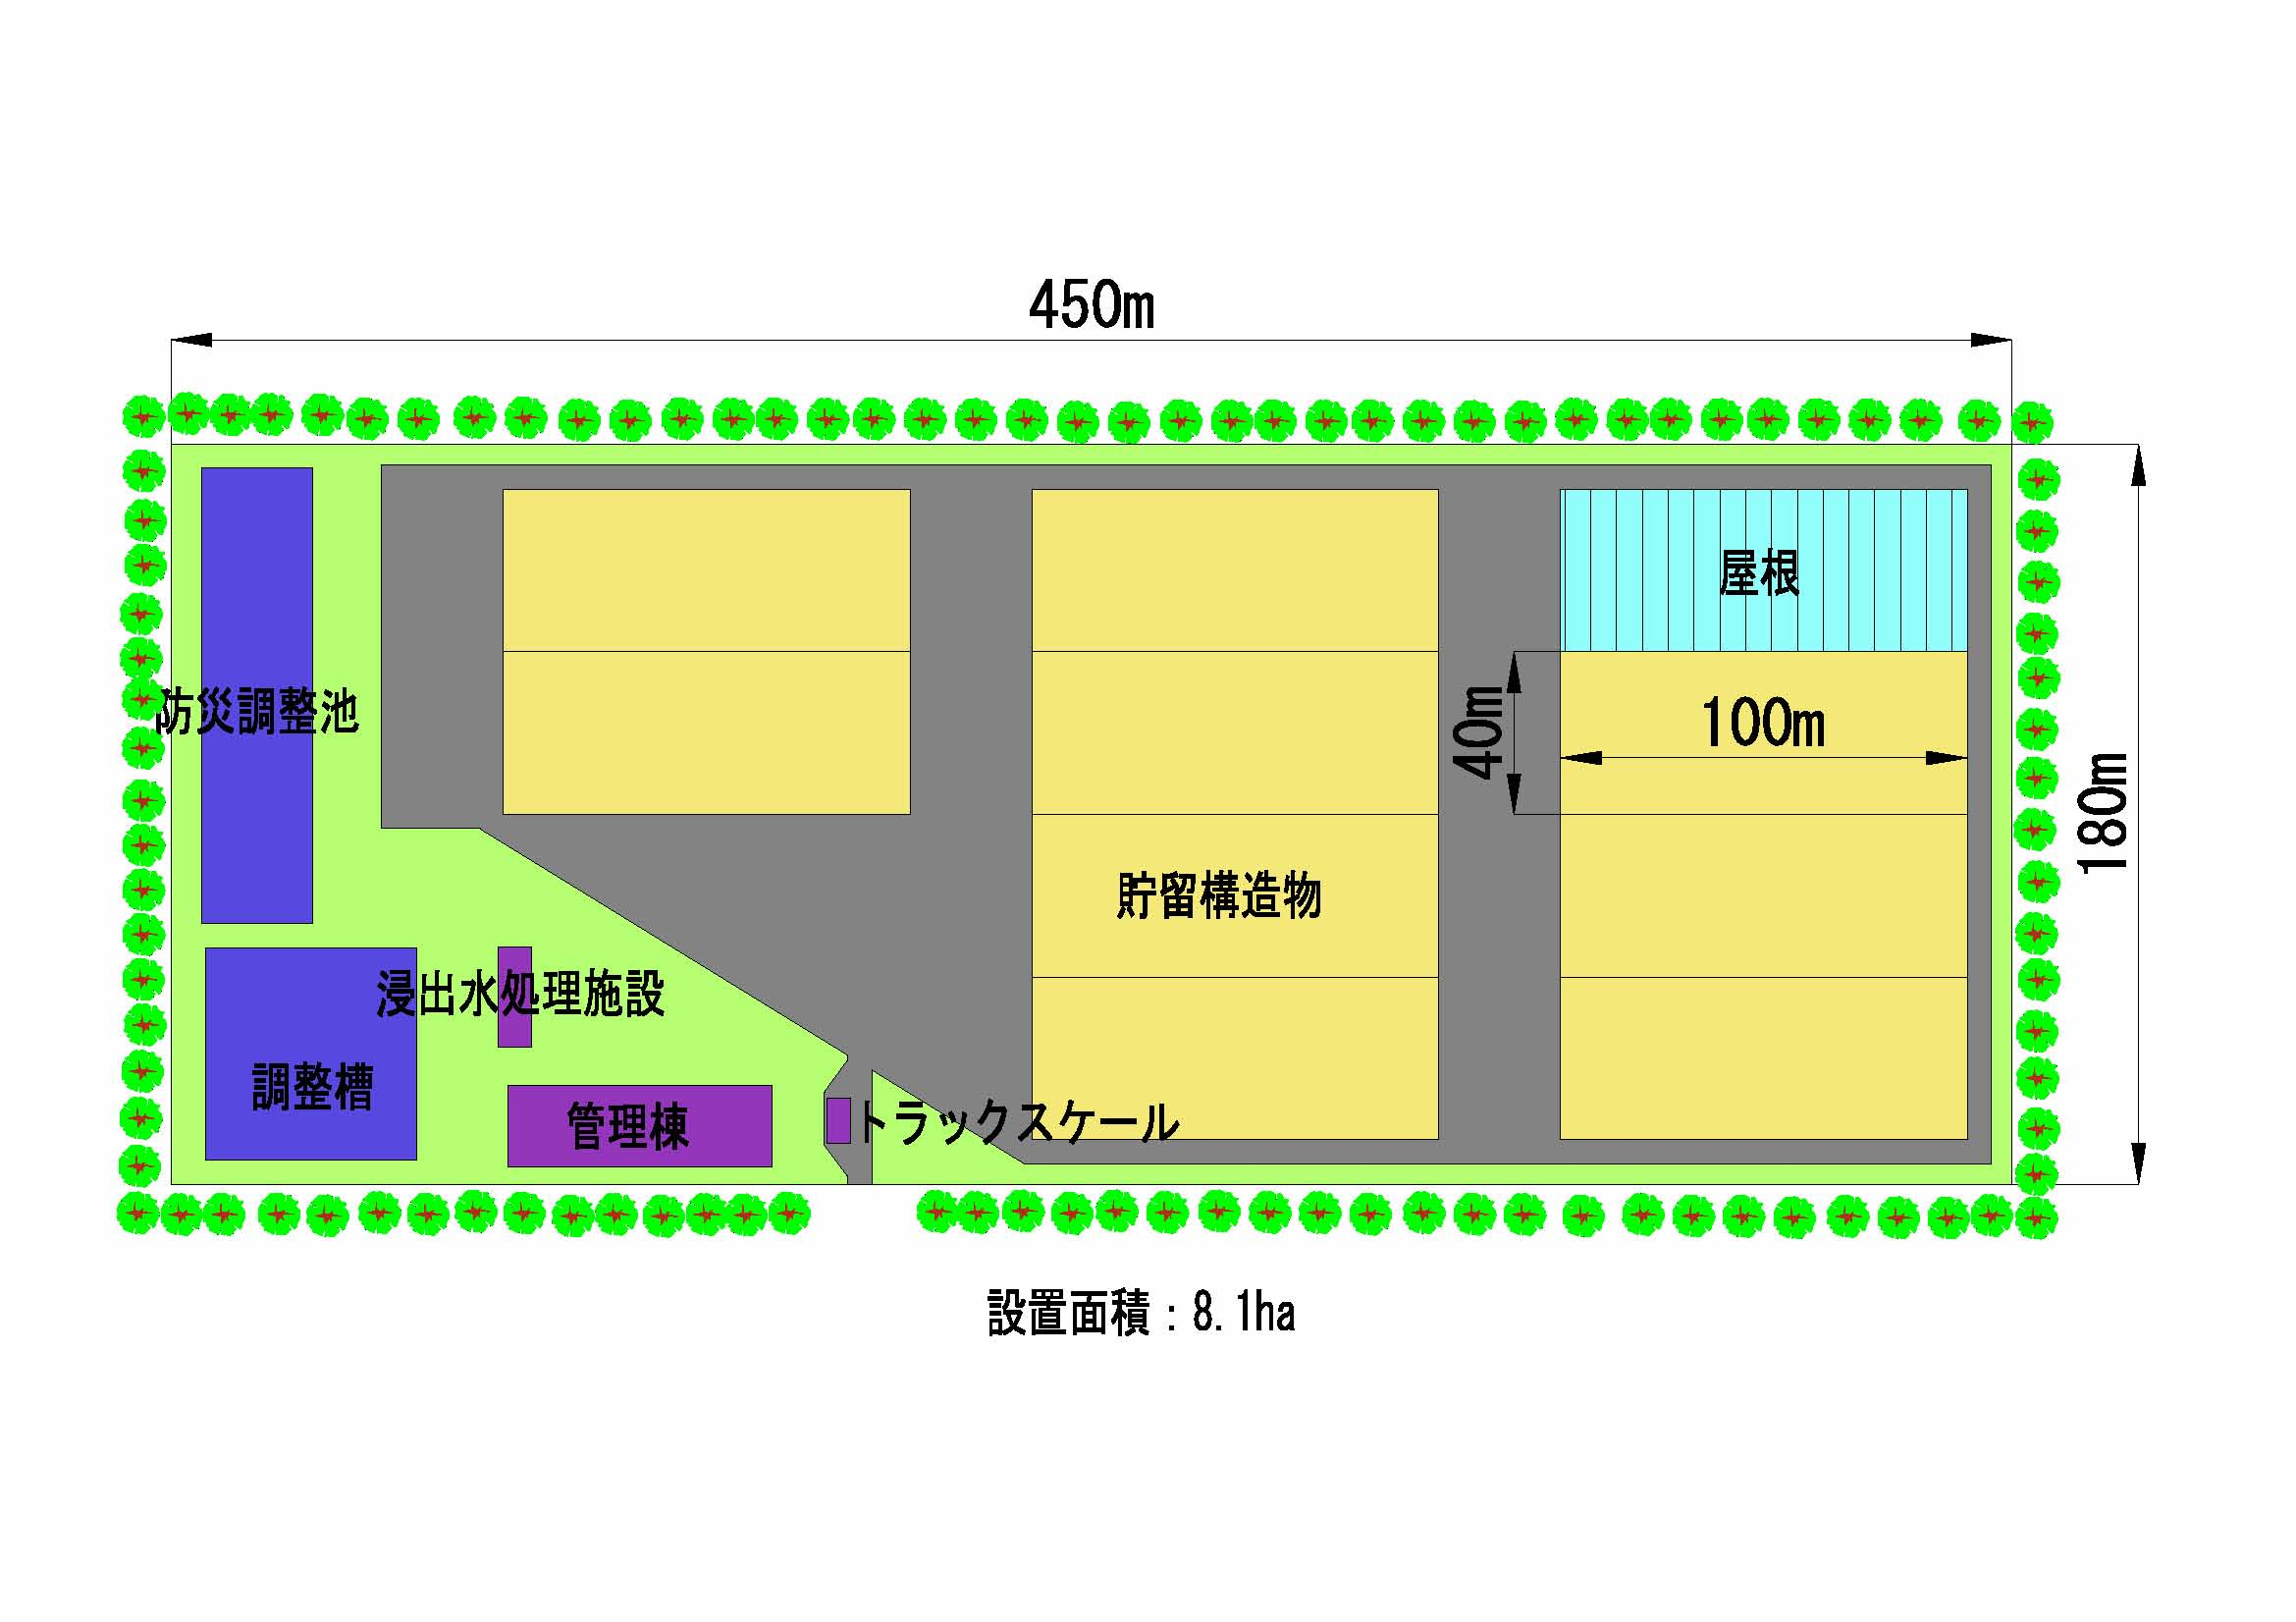 450m
屋根
防災調整池
40m
100m
180m
貯留構造物
浸出水処理施設
調整槽
管理棟
トラックスケール
設置面積：8.1ha